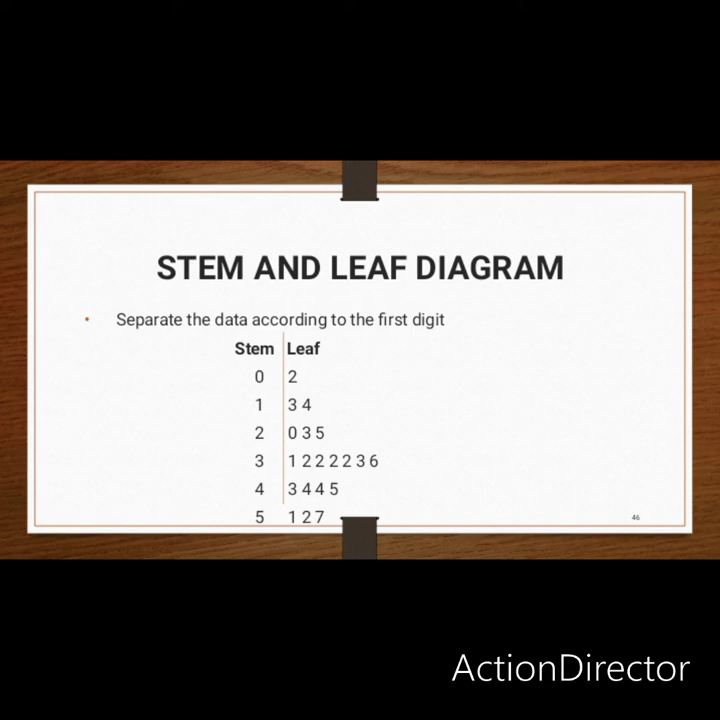 STEM AND LEAF DIAGRAM
• Separate the data according to the first digit
Stem Leaf
0 2
1 3 4
2 0 3 5
3 1 2 2 2 2 3 6
4 3 4 4 5
5 1 2 7
46
ActionDirector